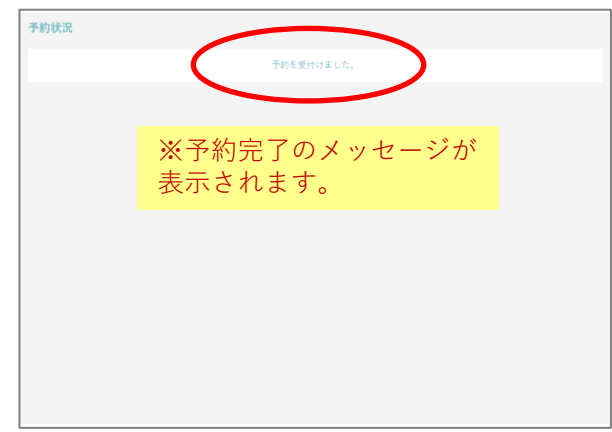 予約状況
予約を受付けました。
※予約完了のメッセージが
表示されます。